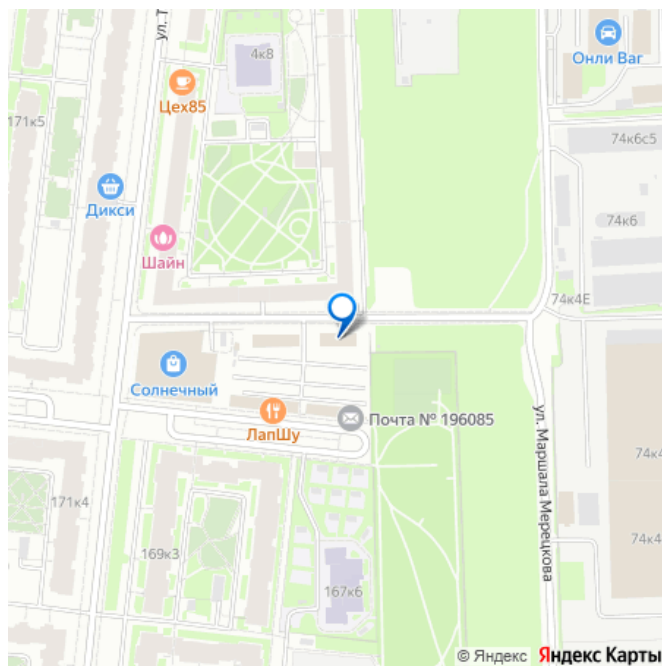 ул. Т
4к8
Онли Ваг
Цех85
171к5
74к6с5
Дикси
74к6
Шайн
74к4Е
Солнечный
ЛапШу
Почта № 196085
ул. Маршала Мерецкова
74к4
171к4
169к3
74к4
167к6
© Яндекс Яндекс Карты